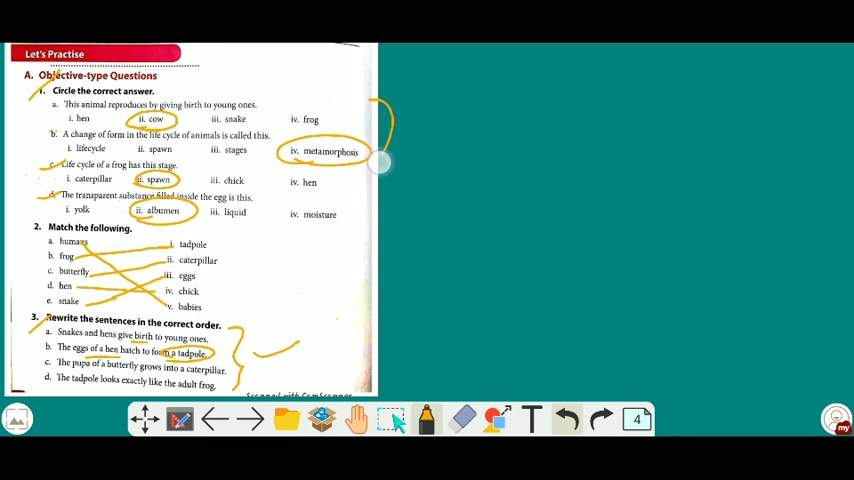 Let's Practise
A. Objective-type Questions
1. Circle the correct answer.
a. This animal reproduces by giving birth to young ones.
i. hen ii. cow iii. snake iv. frog
b. A change of form in the life cycle of animals is called this.
i. lifecycle ii. spawn iii. stages iv. metamorphosis
c. Life cycle of a frog has this stage.
i. caterpillar ii. spawn iii. chick iv. hen
d. The transparent substance filled inside the egg is this.
i. yolk ii. albumen iii. liquid iv. moisture
2. Match the following.
a. humans i. tadpole
b. frog ii. caterpillar
c. butterfly iii. eggs
d. hen iv. chick
e. snake v. babies
3. Rewrite the sentences in the correct order.
a. Snakes and hens give birth to young ones.
b. The eggs of a hen hatch to form a tadpole.
c. The pupa of a butterfly grows into a caterpillar.
d. The tadpole looks exactly like the adult frog.
Scanned with CamScanner
T 4
my